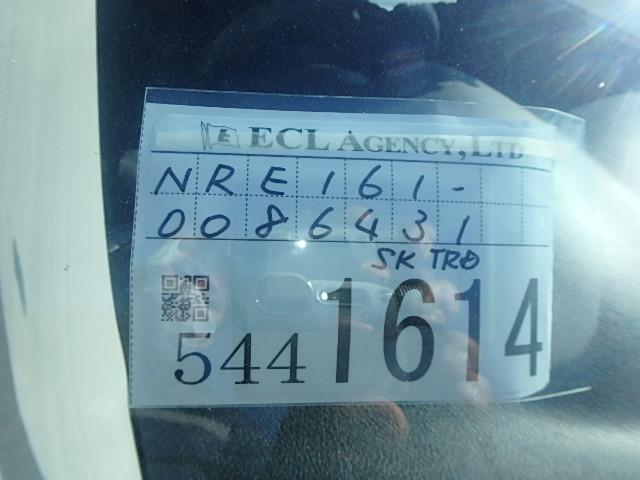 E ECL AGENCY, LTD
NRE161-
0086431
SK TRD
5441614